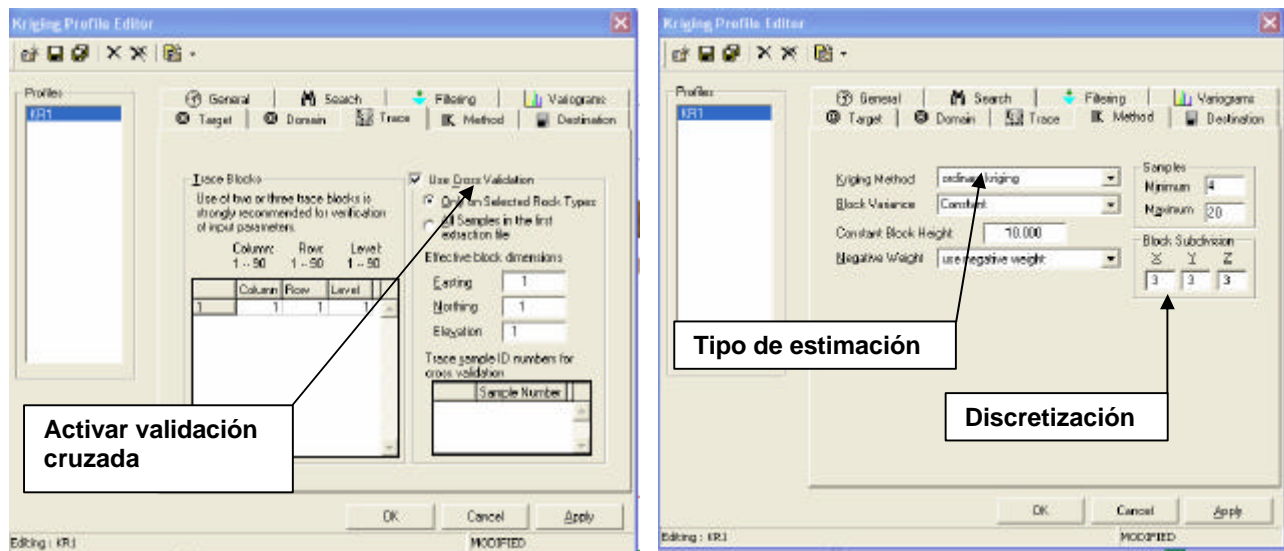 Kriging Profile Editor
Profiles
KR1
General Search Filtering Variograms
Target Domain Trace Method Destination
Trace Blocks
Use of two or three trace blocks is
strongly recommended for verification
of input parameters.
Column: Row: Level:
1 -- 90 1 -- 90 1 -- 90
Column Row Level
1 1 1 1
Use Cross Validation
Only on Selected Rock Types
All Samples in the first
extraction file
Effective block dimensions
Easting 1
Northing 1
Elevation 1
Trace sample ID numbers for
cross validation
Sample Number
Activar validación
cruzada
OK Cancel Apply
Editing : KR1 MODIFIED
Kriging Profile Editor
Profiles
KR1
General Search Filtering Variograms
Target Domain Trace Method Destination
Kriging Method ordinary kriging
Block Variance Constant
Constant Block Height 10.000
Negative Weight use negative weight
Samples
Minimum 4
Maximum 20
Block Subdivision
X Y Z
3 3 3
Tipo de estimación
Discretización
OK Cancel Apply
Editing : KR1 MODIFIED